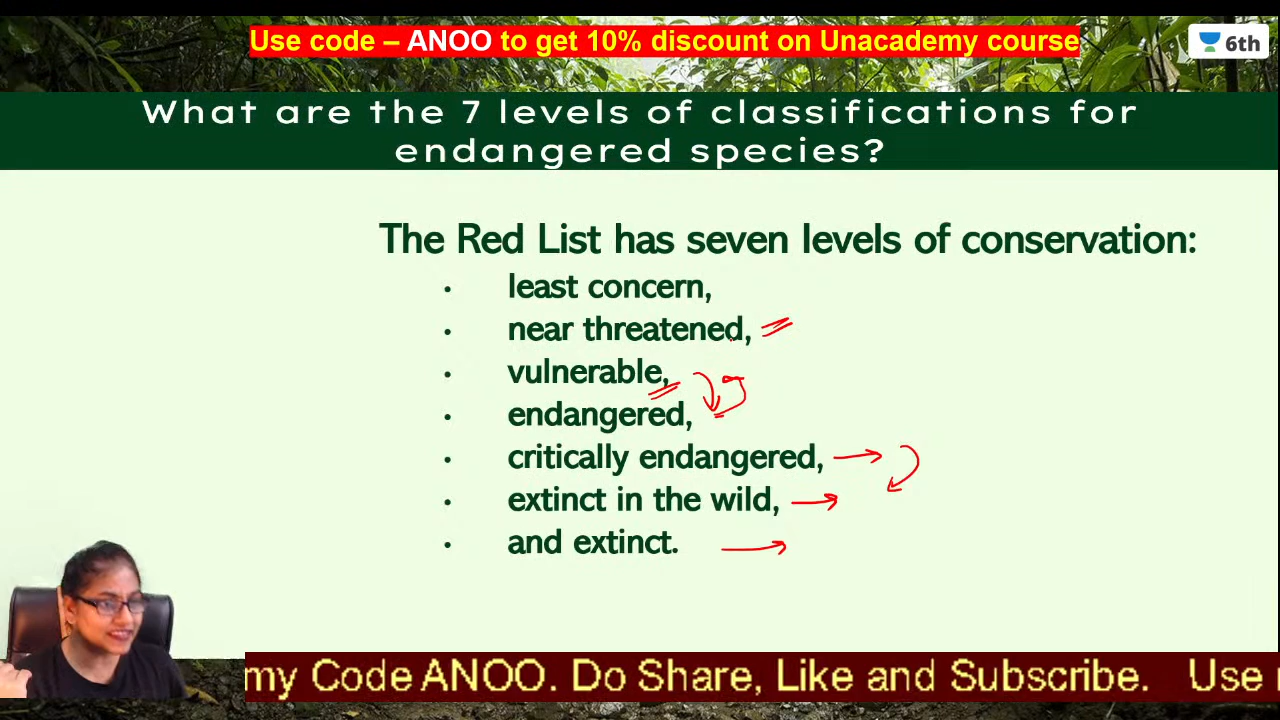 Use code – ANOO to get 10% discount on Unacademy course
6th
What are the 7 levels of classifications for
endangered species?
The Red List has seven levels of conservation:
• least concern,
• near threatened,
• vulnerable,
• endangered,
• critically endangered,
• extinct in the wild,
• and extinct.
my Code ANOO. Do Share, Like and Subscribe. Use